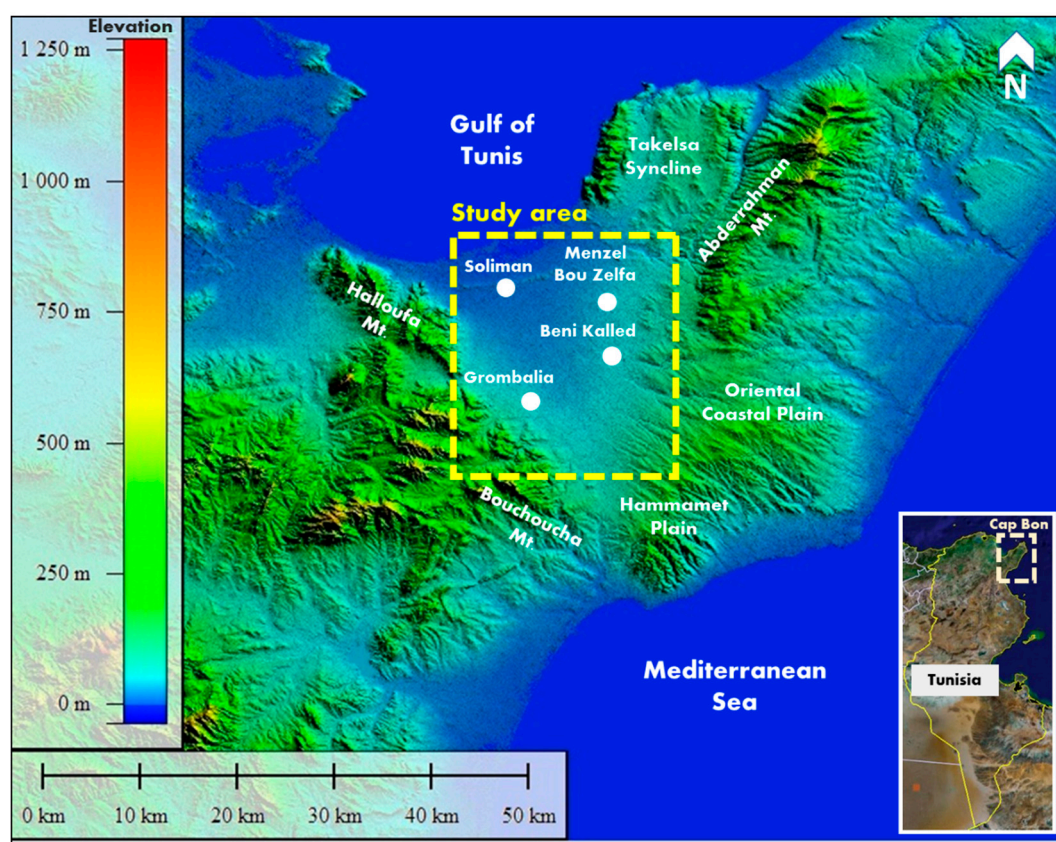 Elevation
1 250 m
1 000 m
750 m
500 m
250 m
0 m
N
Gulf of
Tunis
Takelsa
Syncline
Abderrahman
Mt.
Study area
Soliman
Menzel
Bou Zelfa
Beni Kalled
Grombalia
Halloufa
Mt.
Oriental
Coastal Plain
Bouchoucha
Mt.
Hammamet
Plain
Mediterranean
Sea
Cap Bon
Tunisia
0 km
10 km
20 km
30 km
40 km
50 km